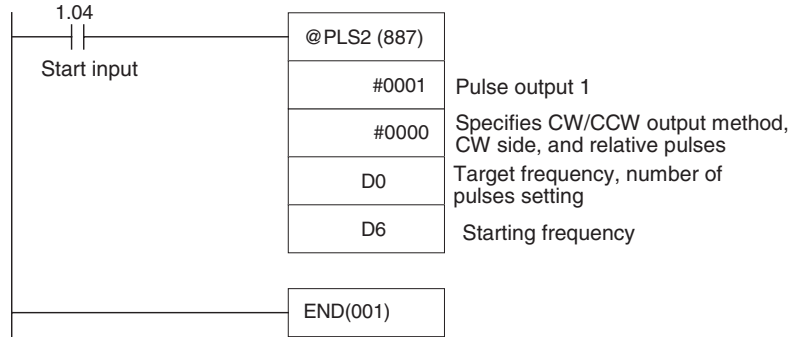 1.04
Start input
@PLS2 (887)
#0001
Pulse output 1
#0000
Specifies CW/CCW output method,
CW side, and relative pulses
D0
Target frequency, number of
pulses setting
D6
Starting frequency
END(001)